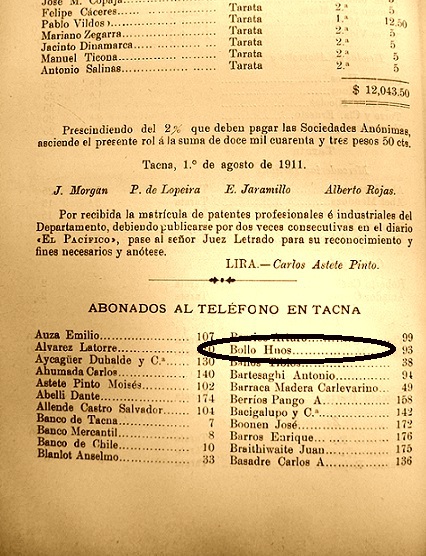 José M. Copaja
Felipe Cáceres Tarata 2.ª 5
Pablo Vildoso Tarata 1.ª 12.50
Mariano Zegarra Tarata 2.ª 5
Jacinto Dinamarca Tarata 2.ª 5
Manuel Ticona Tarata 2.ª 5
Antonio Salinas Tarata 2.ª 5
$ 12,043.50
Prescindiendo del 2 % que deben pagar las Sociedades Anónimas,
asciende el presente rol á la suma de doce mil cuarenta y trez pesos 50 cts.
Tacna, 1.º de agosto de 1911.
J. Morgan P. de Lopeira E. Jaramillo Alberto Rojas.
Por recibida la matrícula de patentes profesionales é industriales del
Departamento, debiendo publicarse por dos veces consecutivas en el diario
«EL PACÍFICO», pase al señor Juez Letrado para su reconocimiento y
fines necesarios y anótese.
LIRA.—Carlos Astete Pinto.
ABONADOS AL TELÉFONO EN TACNA
Auza Emilio 107
Alvarez Latorre
Aycagüer Duhalde y C.ª 130
Ahumada Carlos 140
Astete Pinto Moisés 102
Abelli Dante 174
Allende Castro Salvador 104
Banco de Tacna 7
Banco Mercantil 8
Banco de Chile 10
Blanlot Anselmo 33
99
Bollo Hnos 93
38
Bartesaghi Antonio 94
Barraca Madera Carlevarino 49
Berríos Pango A 158
Bacigalupo y C.ª 142
Boonen José 172
Barros Enrique 176
Braithwaite Juan 175
Basadre Carlos A 136